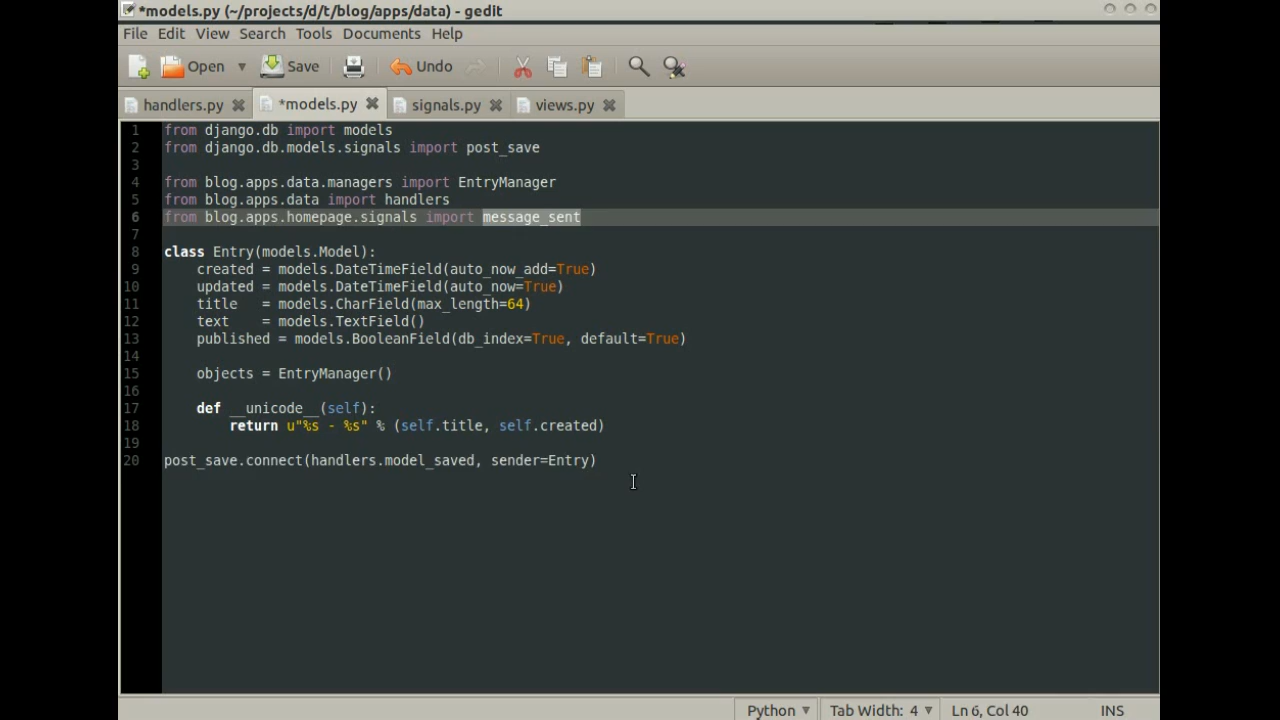 *models.py (~/projects/d/t/blog/apps/data) - gedit
File Edit View Search Tools Documents Help
Open Save Undo
handlers.py *models.py signals.py views.py
1 from django.db import models
2 from django.db.models.signals import post_save
3
4 from blog.apps.data.managers import EntryManager
5 from blog.apps.data import handlers
6 from blog.apps.homepage.signals import message_sent
7
8 class Entry(models.Model):
9     created = models.DateTimeField(auto_now_add=True)
10     updated = models.DateTimeField(auto_now=True)
11     title   = models.CharField(max_length=64)
12     text    = models.TextField()
13     published = models.BooleanField(db_index=True, default=True)
14
15     objects = EntryManager()
16
17     def __unicode__(self):
18         return u"%s - %s" % (self.title, self.created)
19
20 post_save.connect(handlers.model_saved, sender=Entry)
Python Tab Width: 4 Ln 6, Col 40 INS